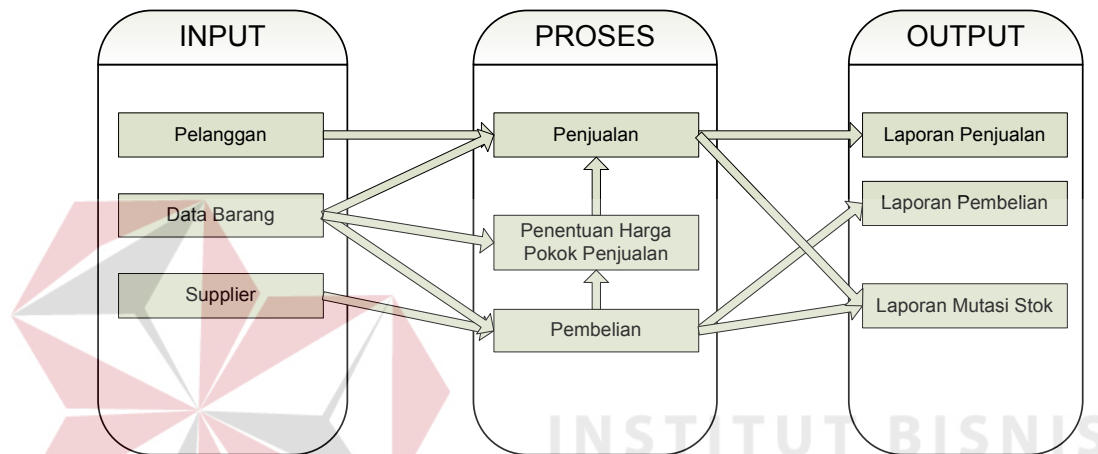 INPUT
PROSES
OUTPUT
Pelanggan
Penjualan
Laporan Penjualan
Data Barang
Penentuan Harga
Pokok Penjualan
Laporan Pembelian
Supplier
Pembelian
Laporan Mutasi Stok
INSTITUT BISNIS